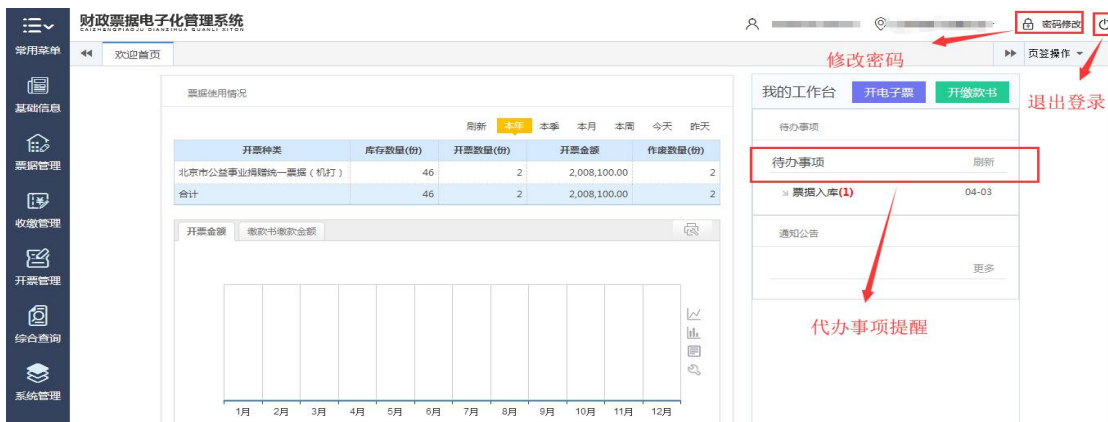 财政票据电子化管理系统
CAIZHENGPIAOJU DIANZIHUA GUANLI XITONG
密码修改
常用菜单
欢迎首页
页签操作
修改密码
退出登录
基础信息
票据管理
收缴管理
开票管理
综合查询
系统管理
票据使用情况
刷新 本年 本季 本月 本周 今天 昨天
开票种类 库存数量(份) 开票数量(份) 开票金额 作废数量(份)
北京市公益事业捐赠统一票据（机打） 46 2 2,008,100.00 2
合计 46 2 2,008,100.00 2
开票金额 缴款书缴款金额
1月 2月 3月 4月 5月 6月 7月 8月 9月 10月 11月 12月
我的工作台 开电子票 开缴款书
待办事项
待办事项 刷新
票据入库(1) 04-03
通知公告
更多
代办事项提醒